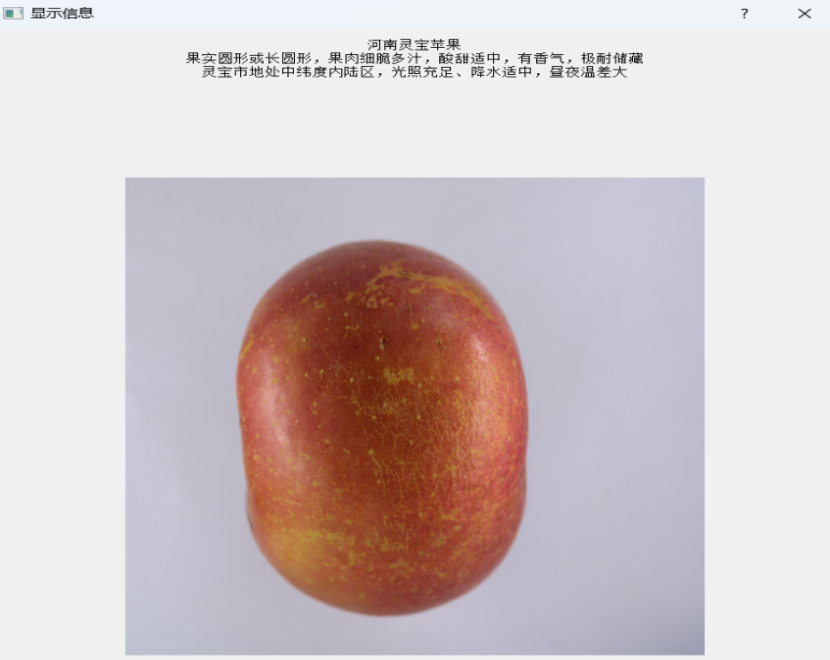 显示信息
河南灵宝苹果
果实圆形或长圆形，果肉细脆多汁，酸甜适中，有香气，极耐储藏
灵宝市地处中纬度内陆区，光照充足、降水适中，昼夜温差大